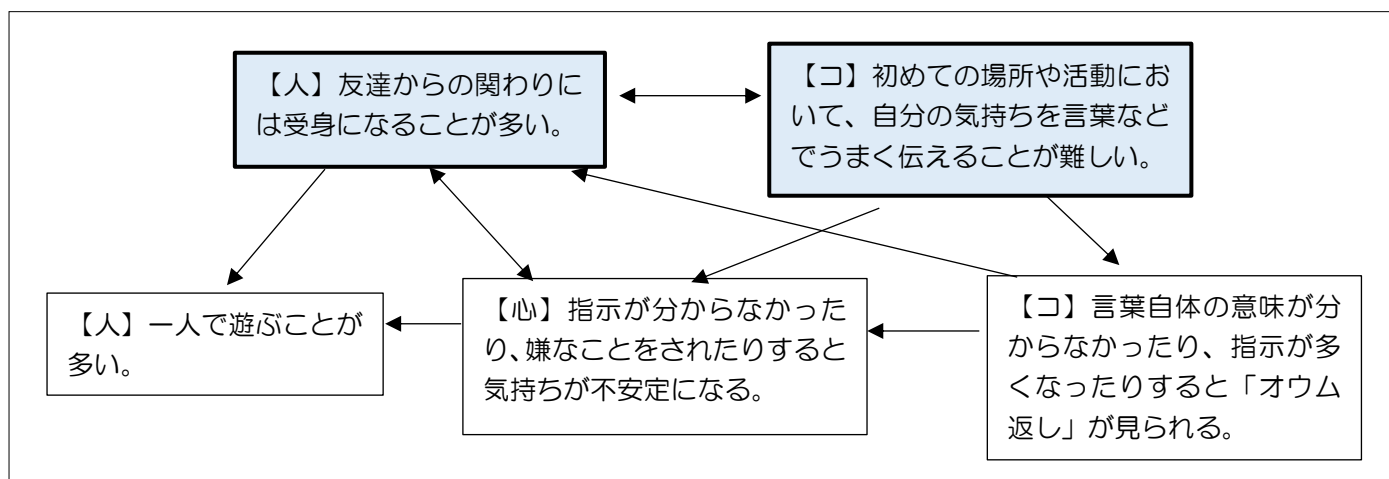 【人】友達からの関わりに
は受身になることが多い。
【コ】初めての場所や活動にお
いて、自分の気持ちを言葉など
でうまく伝えることが難しい。
【人】一人で遊ぶことが
多い。
【心】指示が分からなかった
り、嫌なことをされたりすると
気持ちが不安定になる。
【コ】言葉自体の意味が分
からなかったり、指示が多
くなったりすると「オウム
返し」が見られる。